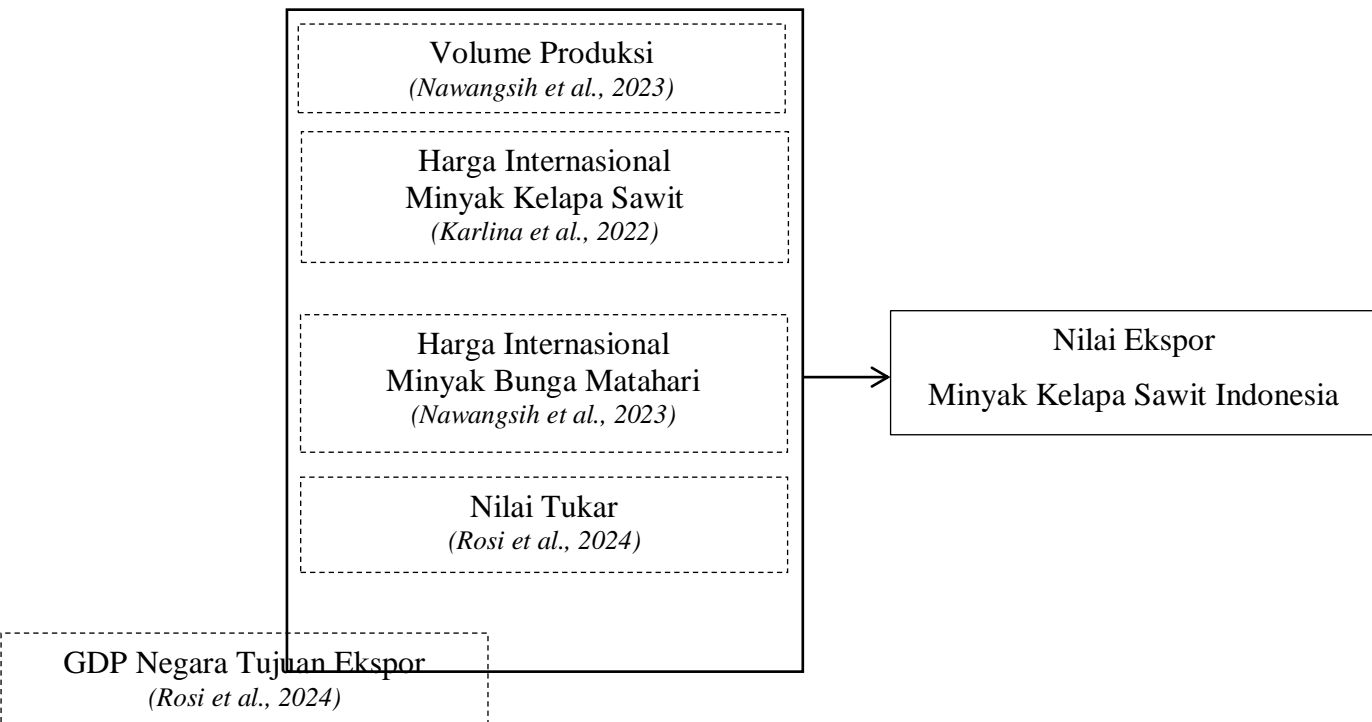 Volume Produksi
(Nawangsih et al., 2023)
Harga Internasional
Minyak Kelapa Sawit
(Karlina et al., 2022)
Harga Internasional
Minyak Bunga Matahari
(Nawangsih et al., 2023)
Nilai Tukar
(Rosi et al., 2024)
GDP Negara Tujuan Ekspor
(Rosi et al., 2024)
Nilai Ekspor
Minyak Kelapa Sawit Indonesia